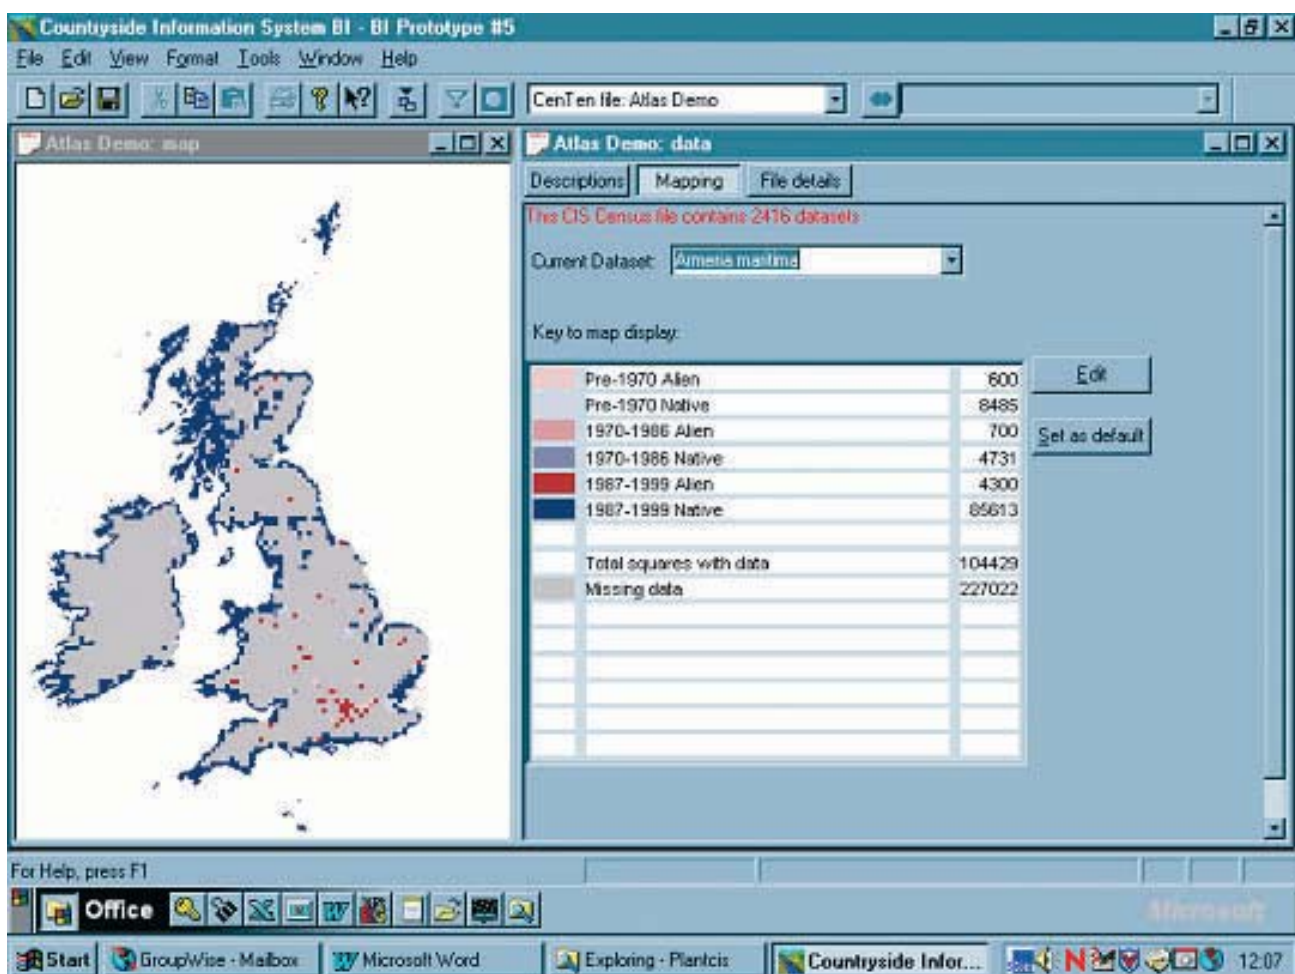 Countryside Information System BI - BI Prototype #5
File Edit View Format Tools Window Help
CenTen file: Atlas Demo
Atlas Demo: map
Atlas Demo: data
Descriptions Mapping File details
This CIS Census file contains 2416 datasets
Current Dataset: Armeria maritima
Key to map display:
Pre-1970 Alien 600
Pre-1970 Native 8485
1970-1986 Alien 700
1970-1986 Native 4731
1987-1999 Alien 4300
1987-1999 Native 85613
Total squares with data 104429
Missing data 227022
Edit
Set as default
For Help, press F1
Office
Microsoft
Start GroupWise - Mailbox Microsoft Word Exploring - Plantcis Countryside Infor... 12:07